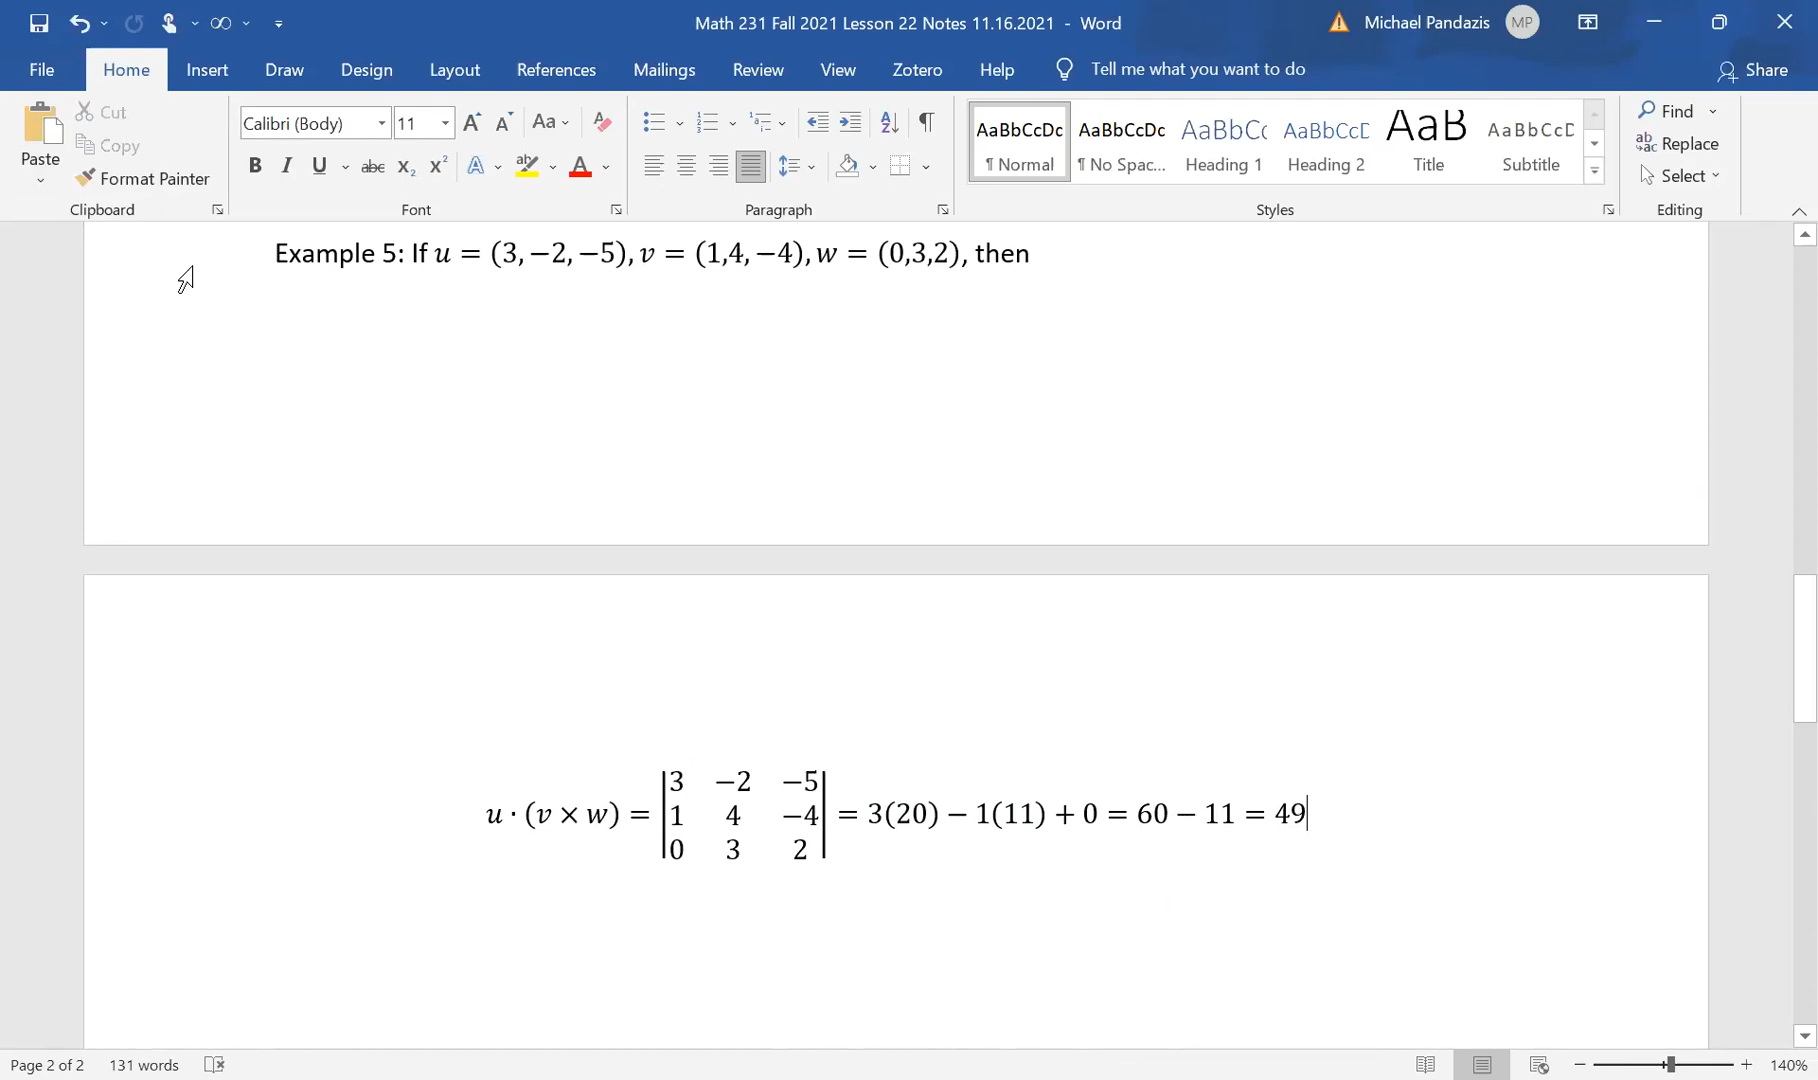 Math 231 Fall 2021 Lesson 22 Notes 11.16.2021 - Word
Michael Pandazis
MP
File Home Insert Draw Design Layout References Mailings Review View Zotero Help Tell me what you want to do Share
Paste
Cut
Copy
Format Painter
Clipboard
Calibri (Body) 11
Font
Paragraph
AaBbCcDc AaBbCcDc AaBbCc AaBbCcD AaB AaBbCcD
¶ Normal ¶ No Spac... Heading 1 Heading 2 Title Subtitle
Styles
Find
Replace
Select
Editing
Example 5: If u = (3, −2, −5), v = (1,4, −4), w = (0,3,2), then
u · (v × w) = |3 −2 −5|
|1 4 −4| = 3(20) − 1(11) + 0 = 60 − 11 = 49
|0 3 2|
Page 2 of 2 131 words 140%